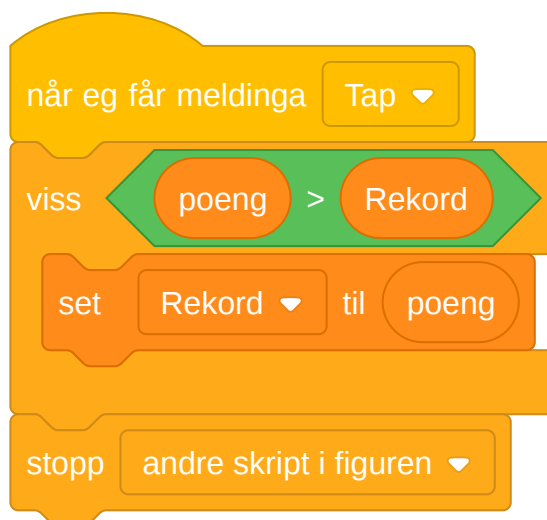 når eg får meldinga Tap
viss poeng > Rekord
set Rekord til poeng
stopp andre skript i figuren